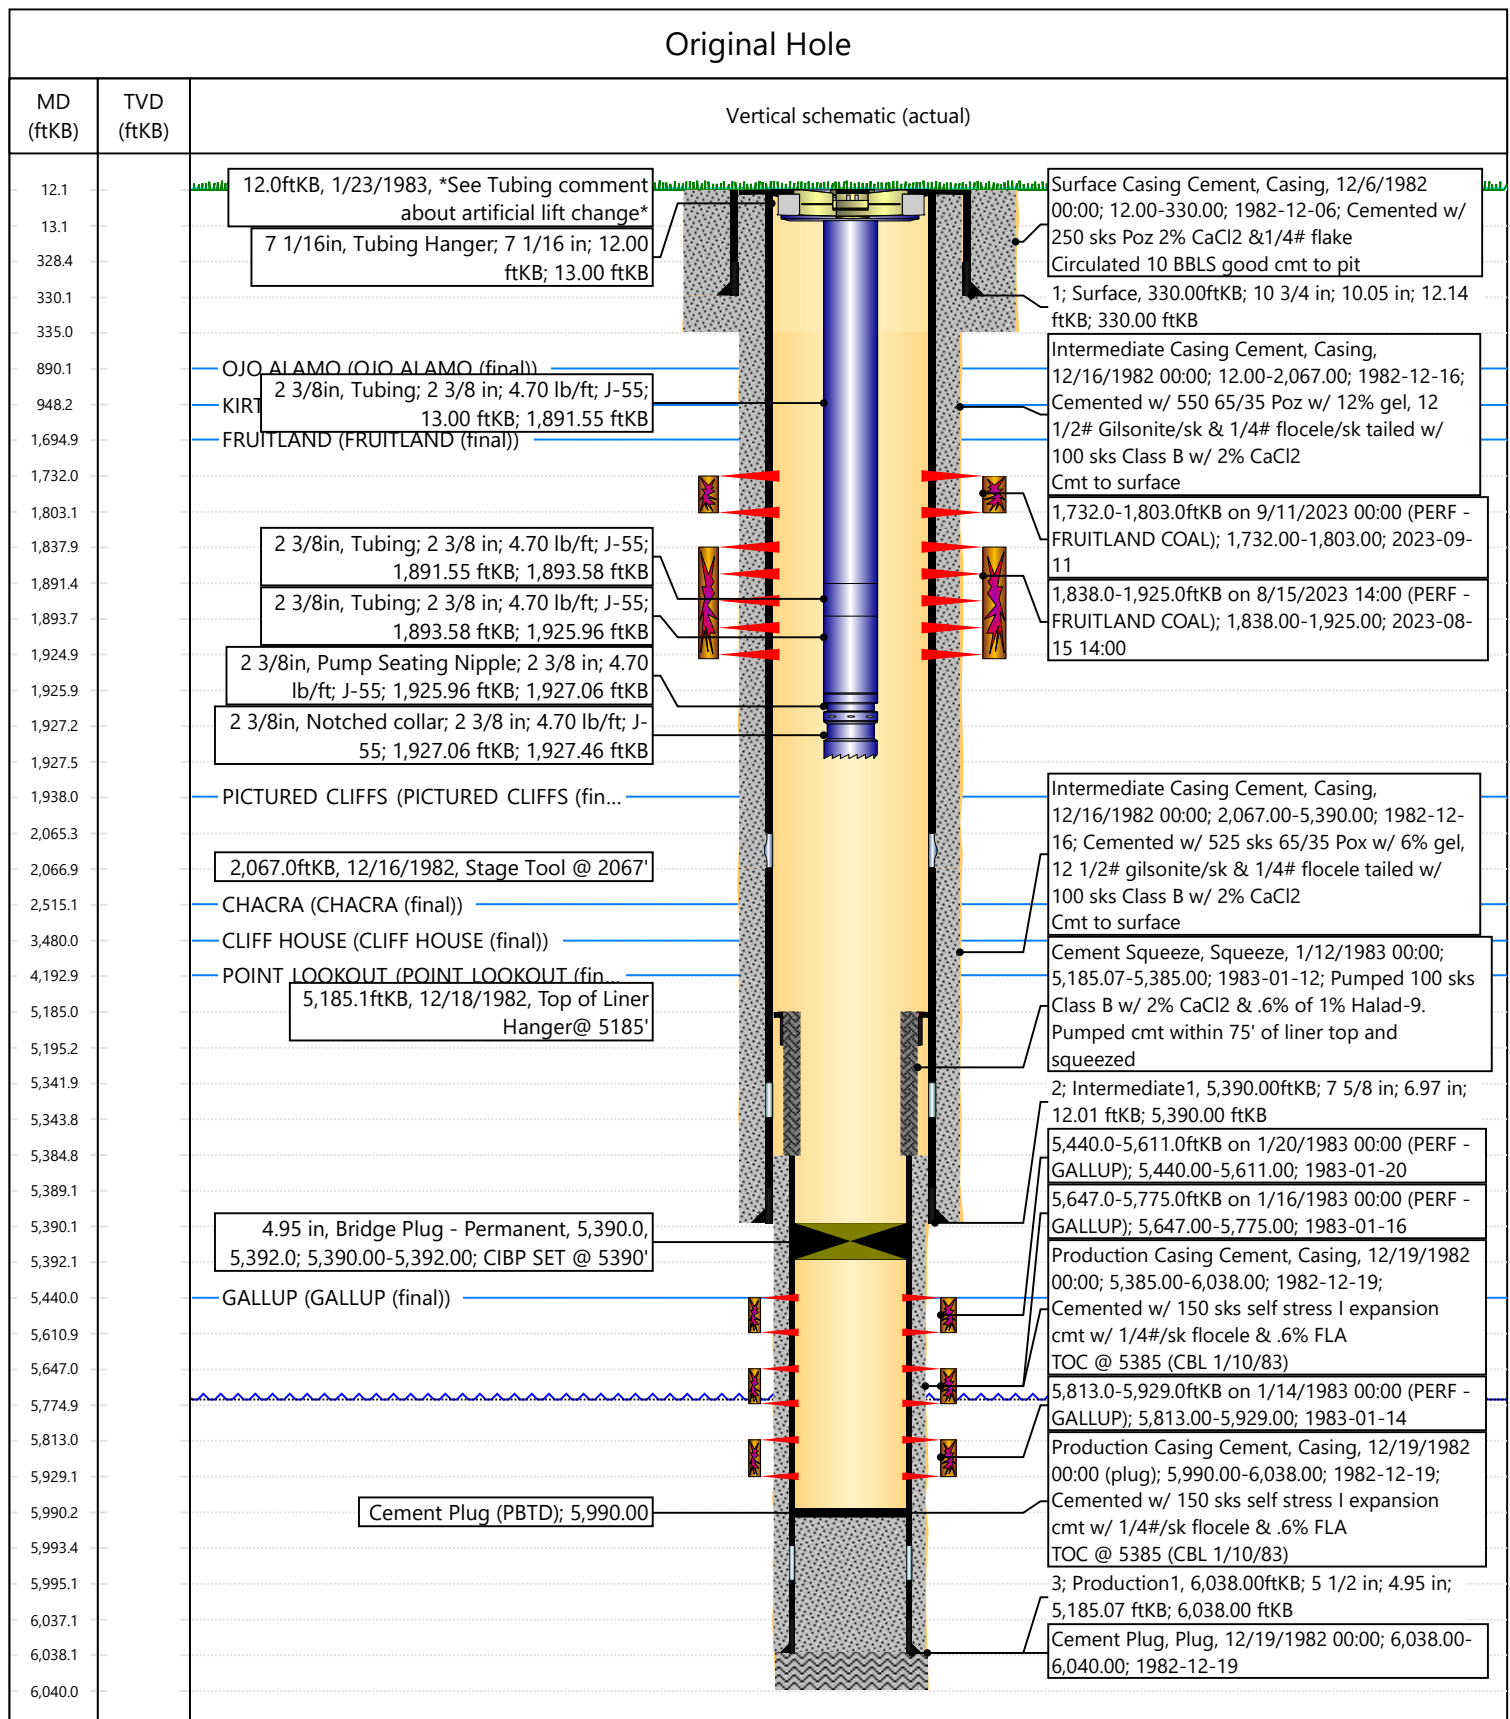 Original Hole
MD
(ftKB)
TVD
(ftKB)
Vertical schematic (actual)
12.1
13.1
328.4
330.1
335.0
890.1
948.2
1,694.9
1,732.0
1,803.1
1,837.9
1,891.4
1,893.7
1,924.9
1,925.9
1,927.2
1,927.5
1,938.0
2,065.3
2,066.9
2,515.1
3,480.0
4,192.9
5,185.0
5,195.2
5,341.9
5,343.8
5,384.8
5,389.1
5,390.1
5,392.1
5,440.0
5,610.9
5,647.0
5,774.9
5,813.0
5,929.1
5,990.2
5,993.4
5,995.1
6,037.1
6,038.1
6,040.0
12.0ftKB, 1/23/1983, *See Tubing comment
about artificial lift change*
7 1/16in, Tubing Hanger; 7 1/16 in; 12.00
ftKB; 13.00 ftKB
OJO ALAMO (OJO ALAMO (final))
2 3/8in, Tubing; 2 3/8 in; 4.70 lb/ft; J-55;
13.00 ftKB; 1,891.55 ftKB
KIRT
FRUITLAND (FRUITLAND (final))
2 3/8in, Tubing; 2 3/8 in; 4.70 lb/ft; J-55;
1,891.55 ftKB; 1,893.58 ftKB
2 3/8in, Tubing; 2 3/8 in; 4.70 lb/ft; J-55;
1,893.58 ftKB; 1,925.96 ftKB
2 3/8in, Pump Seating Nipple; 2 3/8 in; 4.70
lb/ft; J-55; 1,925.96 ftKB; 1,927.06 ftKB
2 3/8in, Notched collar; 2 3/8 in; 4.70 lb/ft; J-
55; 1,927.06 ftKB; 1,927.46 ftKB
PICTURED CLIFFS (PICTURED CLIFFS (fin...
2,067.0ftKB, 12/16/1982, Stage Tool @ 2067'
CHACRA (CHACRA (final))
CLIFF HOUSE (CLIFF HOUSE (final))
POINT LOOKOUT (POINT LOOKOUT (fin...
5,185.1ftKB, 12/18/1982, Top of Liner
Hanger@ 5185'
4.95 in, Bridge Plug - Permanent, 5,390.0,
5,392.0; 5,390.00-5,392.00; CIBP SET @ 5390'
GALLUP (GALLUP (final))
Cement Plug (PBTD); 5,990.00
Surface Casing Cement, Casing, 12/6/1982
00:00; 12.00-330.00; 1982-12-06; Cemented w/
250 sks Poz 2% CaCl2 &1/4# flake
Circulated 10 BBLS good cmt to pit
1; Surface, 330.00ftKB; 10 3/4 in; 10.05 in; 12.14
ftKB; 330.00 ftKB
Intermediate Casing Cement, Casing,
12/16/1982 00:00; 12.00-2,067.00; 1982-12-16;
Cemented w/ 550 65/35 Poz w/ 12% gel, 12
1/2# Gilsonite/sk & 1/4# flocele/sk tailed w/
100 sks Class B w/ 2% CaCl2
Cmt to surface
1,732.0-1,803.0ftKB on 9/11/2023 00:00 (PERF -
FRUITLAND COAL); 1,732.00-1,803.00; 2023-09-
11
1,838.0-1,925.0ftKB on 8/15/2023 14:00 (PERF -
FRUITLAND COAL); 1,838.00-1,925.00; 2023-08-
15 14:00
Intermediate Casing Cement, Casing,
12/16/1982 00:00; 2,067.00-5,390.00; 1982-12-
16; Cemented w/ 525 sks 65/35 Pox w/ 6% gel,
12 1/2# gilsonite/sk & 1/4# flocele tailed w/
100 sks Class B w/ 2% CaCl2
Cmt to surface
Cement Squeeze, Squeeze, 1/12/1983 00:00;
5,185.07-5,385.00; 1983-01-12; Pumped 100 sks
Class B w/ 2% CaCl2 & .6% of 1% Halad-9.
Pumped cmt within 75' of liner top and
squeezed
2; Intermediate1, 5,390.00ftKB; 7 5/8 in; 6.97 in;
12.01 ftKB; 5,390.00 ftKB
5,440.0-5,611.0ftKB on 1/20/1983 00:00 (PERF -
GALLUP); 5,440.00-5,611.00; 1983-01-20
5,647.0-5,775.0ftKB on 1/16/1983 00:00 (PERF -
GALLUP); 5,647.00-5,775.00; 1983-01-16
Production Casing Cement, Casing, 12/19/1982
00:00; 5,385.00-6,038.00; 1982-12-19;
Cemented w/ 150 sks self stress I expansion
cmt w/ 1/4#/sk flocele & .6% FLA
TOC @ 5385 (CBL 1/10/83)
5,813.0-5,929.0ftKB on 1/14/1983 00:00 (PERF -
GALLUP); 5,813.00-5,929.00; 1983-01-14
Production Casing Cement, Casing, 12/19/1982
00:00 (plug); 5,990.00-6,038.00; 1982-12-19;
Cemented w/ 150 sks self stress I expansion
cmt w/ 1/4#/sk flocele & .6% FLA
TOC @ 5385 (CBL 1/10/83)
3; Production1, 6,038.00ftKB; 5 1/2 in; 4.95 in;
5,185.07 ftKB; 6,038.00 ftKB
Cement Plug, Plug, 12/19/1982 00:00; 6,038.00-
6,040.00; 1982-12-19